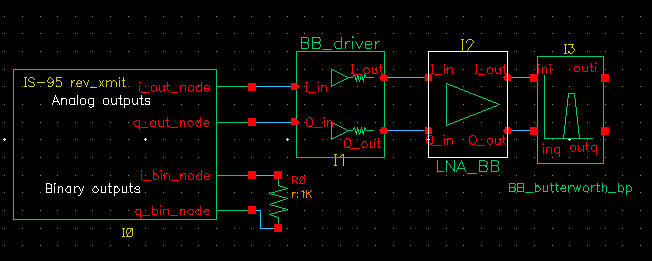 BB_driver
I2
I3
IS-95 rev_xmit
i_out_node
Analog outputs
I_in
I_out
I_in
I_out
ini
outi
q_out_node
Q_in
Q_out
Q_in
Q_out
inq
outq
I1
LNA_BB
i_bin_node
R0
Binary outputs
r:1K
BB_butterworth_bp
q_bin_node
I0